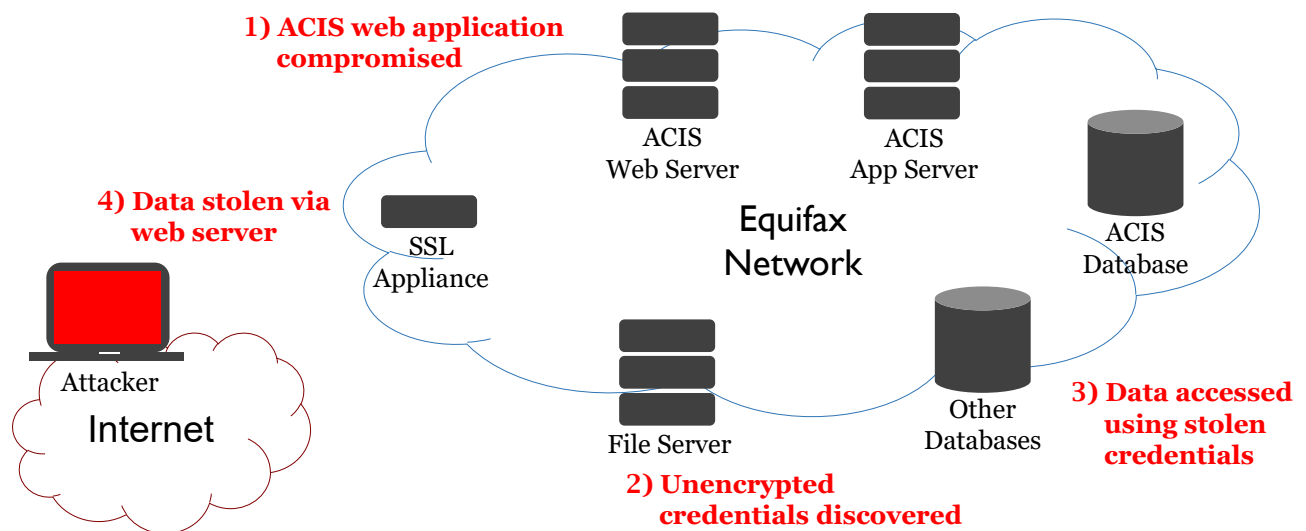 1) ACIS web application
compromised
ACIS
Web Server
ACIS
App Server
ACIS
Database
4) Data stolen via
web server
SSL
Appliance
Equifax
Network
Attacker
Internet
File Server
Other
Databases
3) Data accessed
using stolen
credentials
2) Unencrypted
credentials discovered